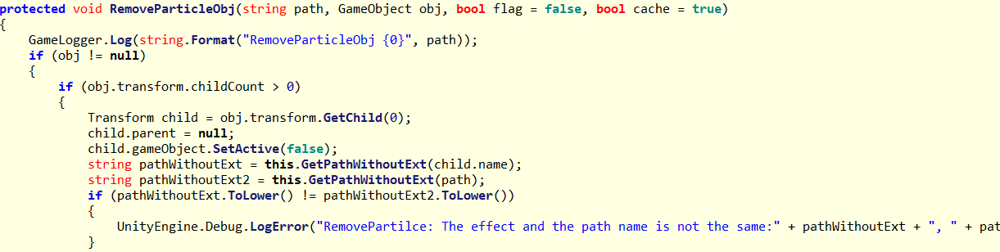 protected void RemoveParticleObj(string path, GameObject obj, bool flag = false, bool cache = true)
{
    GameLogger.Log(string.Format("RemoveParticleObj {0}", path));
    if (obj != null)
    {
        if (obj.transform.childCount > 0)
        {
            Transform child = obj.transform.GetChild(0);
            child.parent = null;
            child.gameObject.SetActive(false);
            string pathWithoutExt = this.GetPathWithoutExt(child.name);
            string pathWithoutExt2 = this.GetPathWithoutExt(path);
            if (pathWithoutExt.ToLower() != pathWithoutExt2.ToLower())
            {
                UnityEngine.Debug.LogError("RemovePartilce: The effect and the path name is not the same:" + pathWithoutExt + ", " + pat
            }